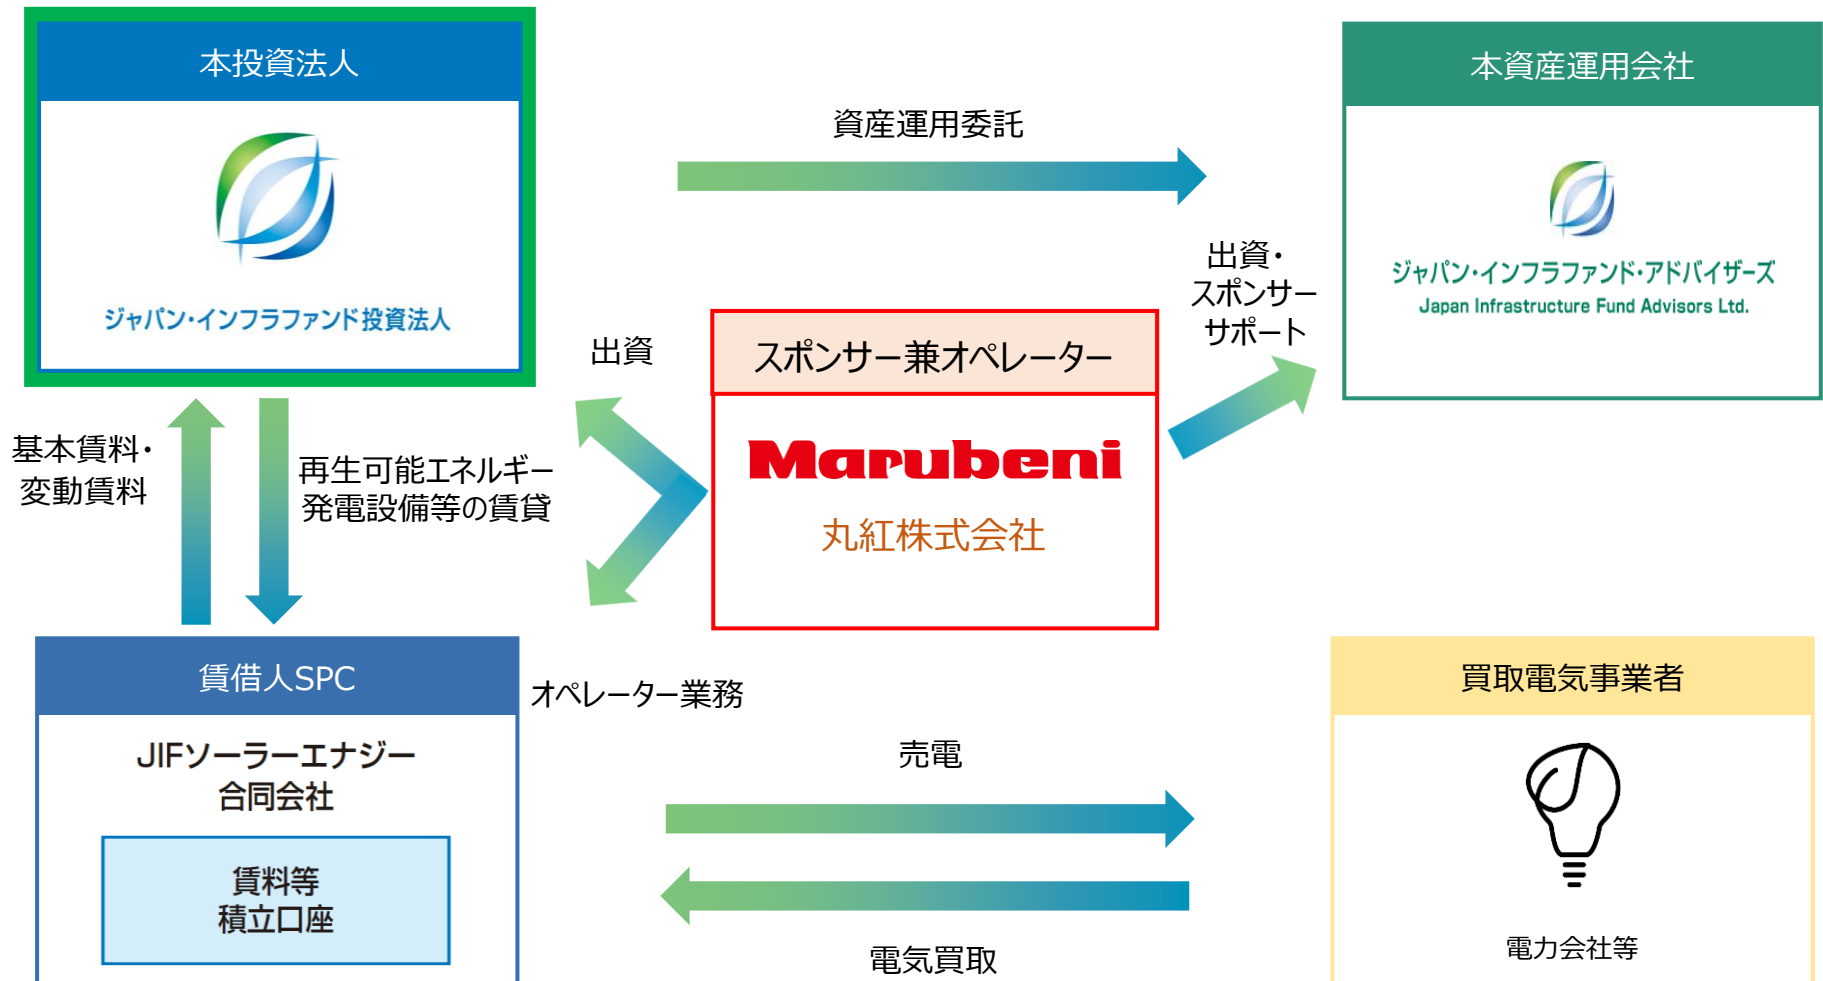 本投資法人
ジャパン・インフラファンド投資法人
資産運用委託
本資産運用会社
ジャパン・インフラファンド・アドバイザーズ
Japan Infrastructure Fund Advisors Ltd.
出資・
スポンサー
サポート
出資
スポンサー兼オペレーター
Marubeni
丸紅株式会社
基本賃料・
変動賃料
再生可能エネルギー
発電設備等の賃貸
賃借人SPC
JIFソーラーエナジー
合同会社
賃料等
積立口座
オペレーター業務
売電
電気買取
買取電気事業者
電力会社等